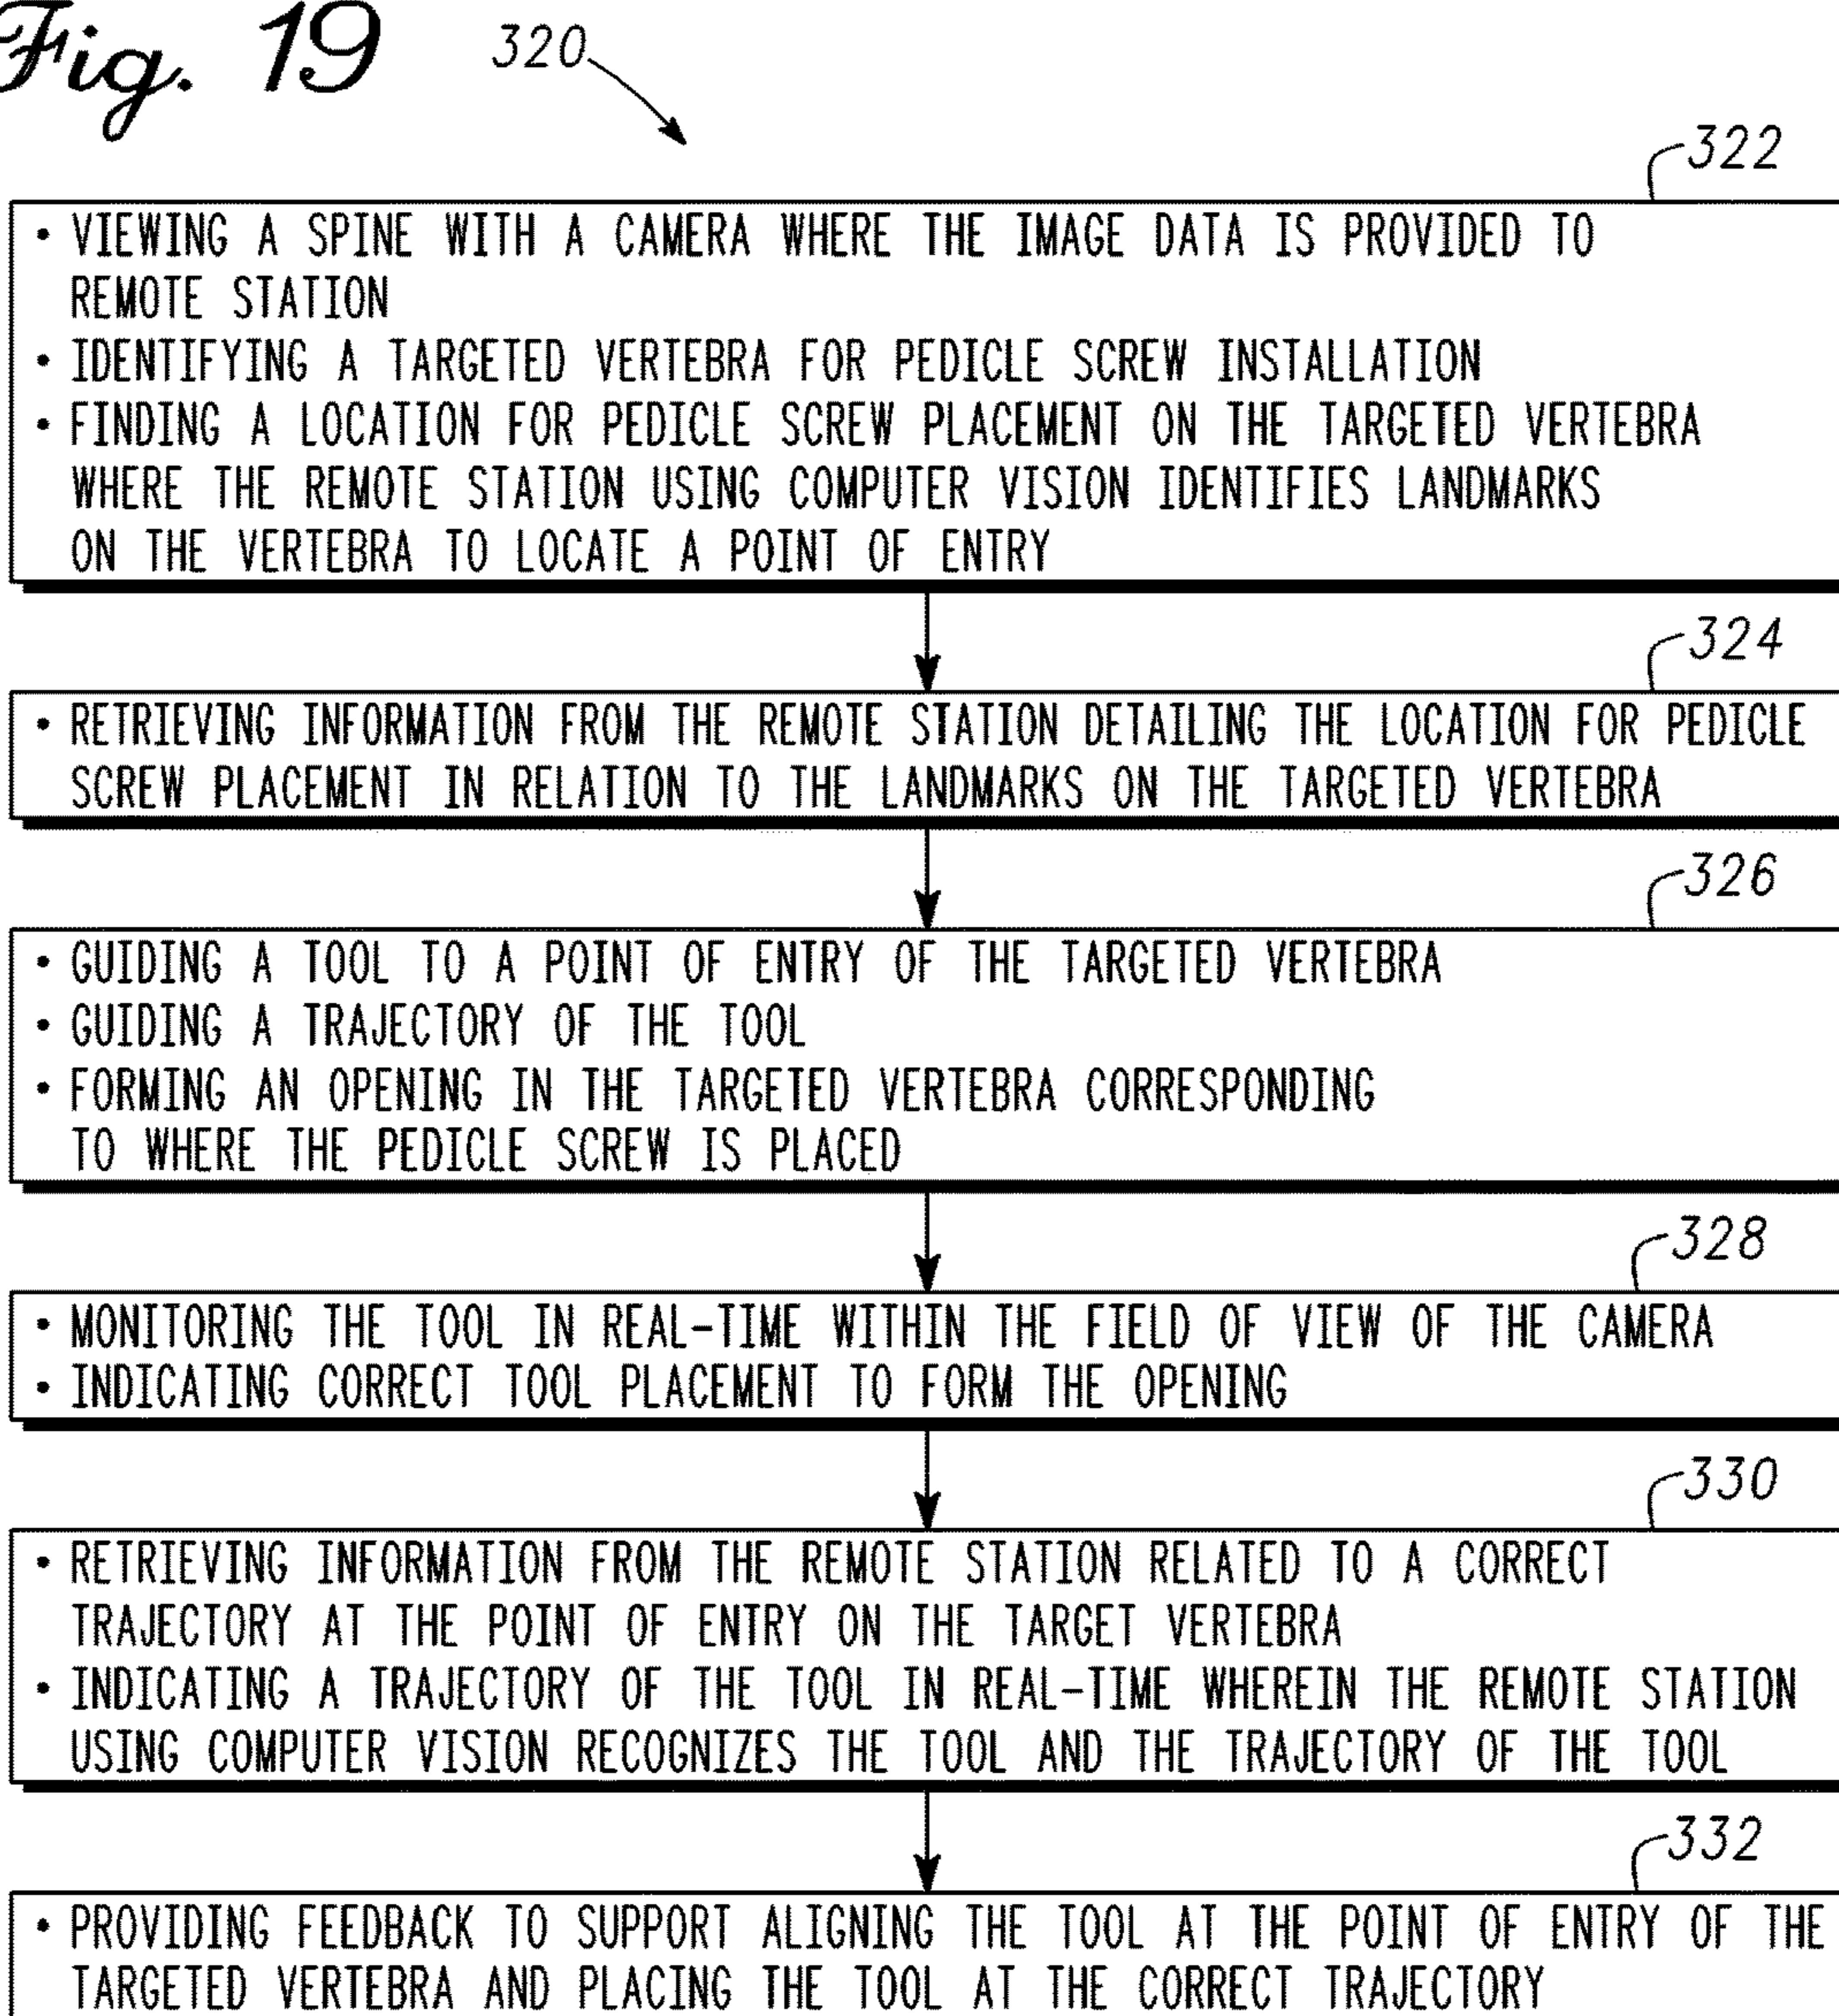 Fig. 19
320
322
• VIEWING A SPINE WITH A CAMERA WHERE THE IMAGE DATA IS PROVIDED TO
REMOTE STATION
• IDENTIFYING A TARGETED VERTEBRA FOR PEDICLE SCREW INSTALLATION
• FINDING A LOCATION FOR PEDICLE SCREW PLACEMENT ON THE TARGETED VERTEBRA
WHERE THE REMOTE STATION USING COMPUTER VISION IDENTIFIES LANDMARKS
ON THE VERTEBRA TO LOCATE A POINT OF ENTRY
324
• RETRIEVING INFORMATION FROM THE REMOTE STATION DETAILING THE LOCATION FOR PEDICLE
SCREW PLACEMENT IN RELATION TO THE LANDMARKS ON THE TARGETED VERTEBRA
326
• GUIDING A TOOL TO A POINT OF ENTRY OF THE TARGETED VERTEBRA
• GUIDING A TRAJECTORY OF THE TOOL
• FORMING AN OPENING IN THE TARGETED VERTEBRA CORRESPONDING
TO WHERE THE PEDICLE SCREW IS PLACED
328
• MONITORING THE TOOL IN REAL-TIME WITHIN THE FIELD OF VIEW OF THE CAMERA
• INDICATING CORRECT TOOL PLACEMENT TO FORM THE OPENING
330
• RETRIEVING INFORMATION FROM THE REMOTE STATION RELATED TO A CORRECT
TRAJECTORY AT THE POINT OF ENTRY ON THE TARGET VERTEBRA
• INDICATING A TRAJECTORY OF THE TOOL IN REAL-TIME WHEREIN THE REMOTE STATION
USING COMPUTER VISION RECOGNIZES THE TOOL AND THE TRAJECTORY OF THE TOOL
332
• PROVIDING FEEDBACK TO SUPPORT ALIGNING THE TOOL AT THE POINT OF ENTRY OF THE
TARGETED VERTEBRA AND PLACING THE TOOL AT THE CORRECT TRAJECTORY